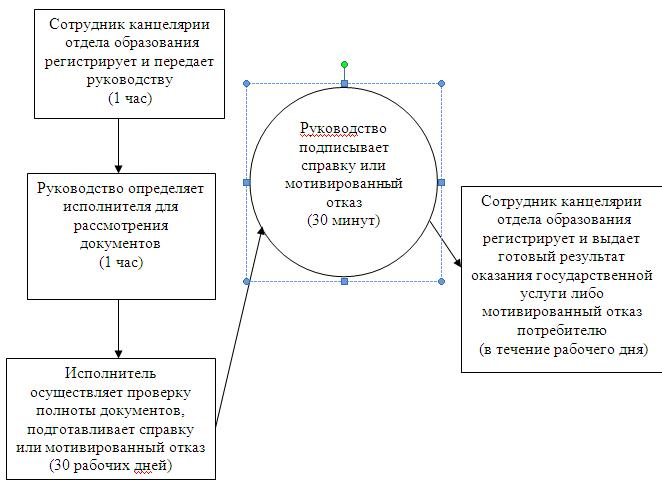 Сотрудник канцелярии
отдела образования
регистрирует и передает
руководству
(1 час)
Руководство определяет
исполнителя для
рассмотрения
документов
(1 час)
Исполнитель
осуществляет проверку
полноты документов,
подготавливает справку
или мотивированный отказ
(30 рабочих дней)
Руководство
подписывает
справку или
мотивированный
отказ
(30 минут)
Сотрудник канцелярии
отдела образования
регистрирует и выдает
готовый результат
оказания государственной
услуги либо
мотивированный отказ
потребителю
(в течение рабочего дня)